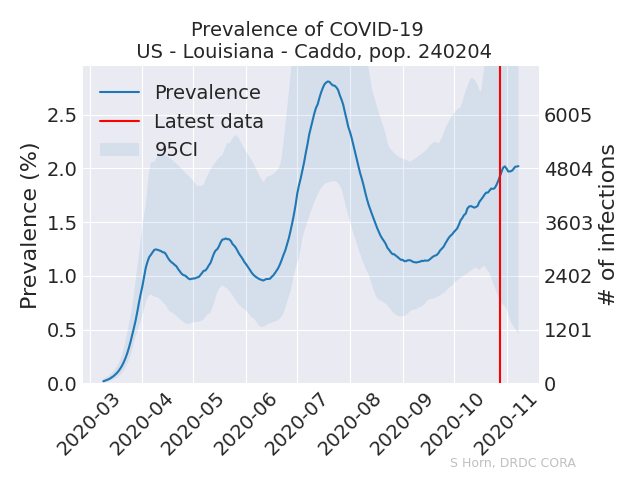 Prevalence of COVID-19
US - Louisiana - Caddo, pop. 240204
Prevalence
Latest data
95CI
Prevalence (%)
2.5
2.0
1.5
1.0
0.5
0.0
6005
4804
3603
2402
1201
0
# of infections
2020-03
2020-04
2020-05
2020-06
2020-07
2020-08
2020-09
2020-10
2020-11
S Horn, DRDC CORA